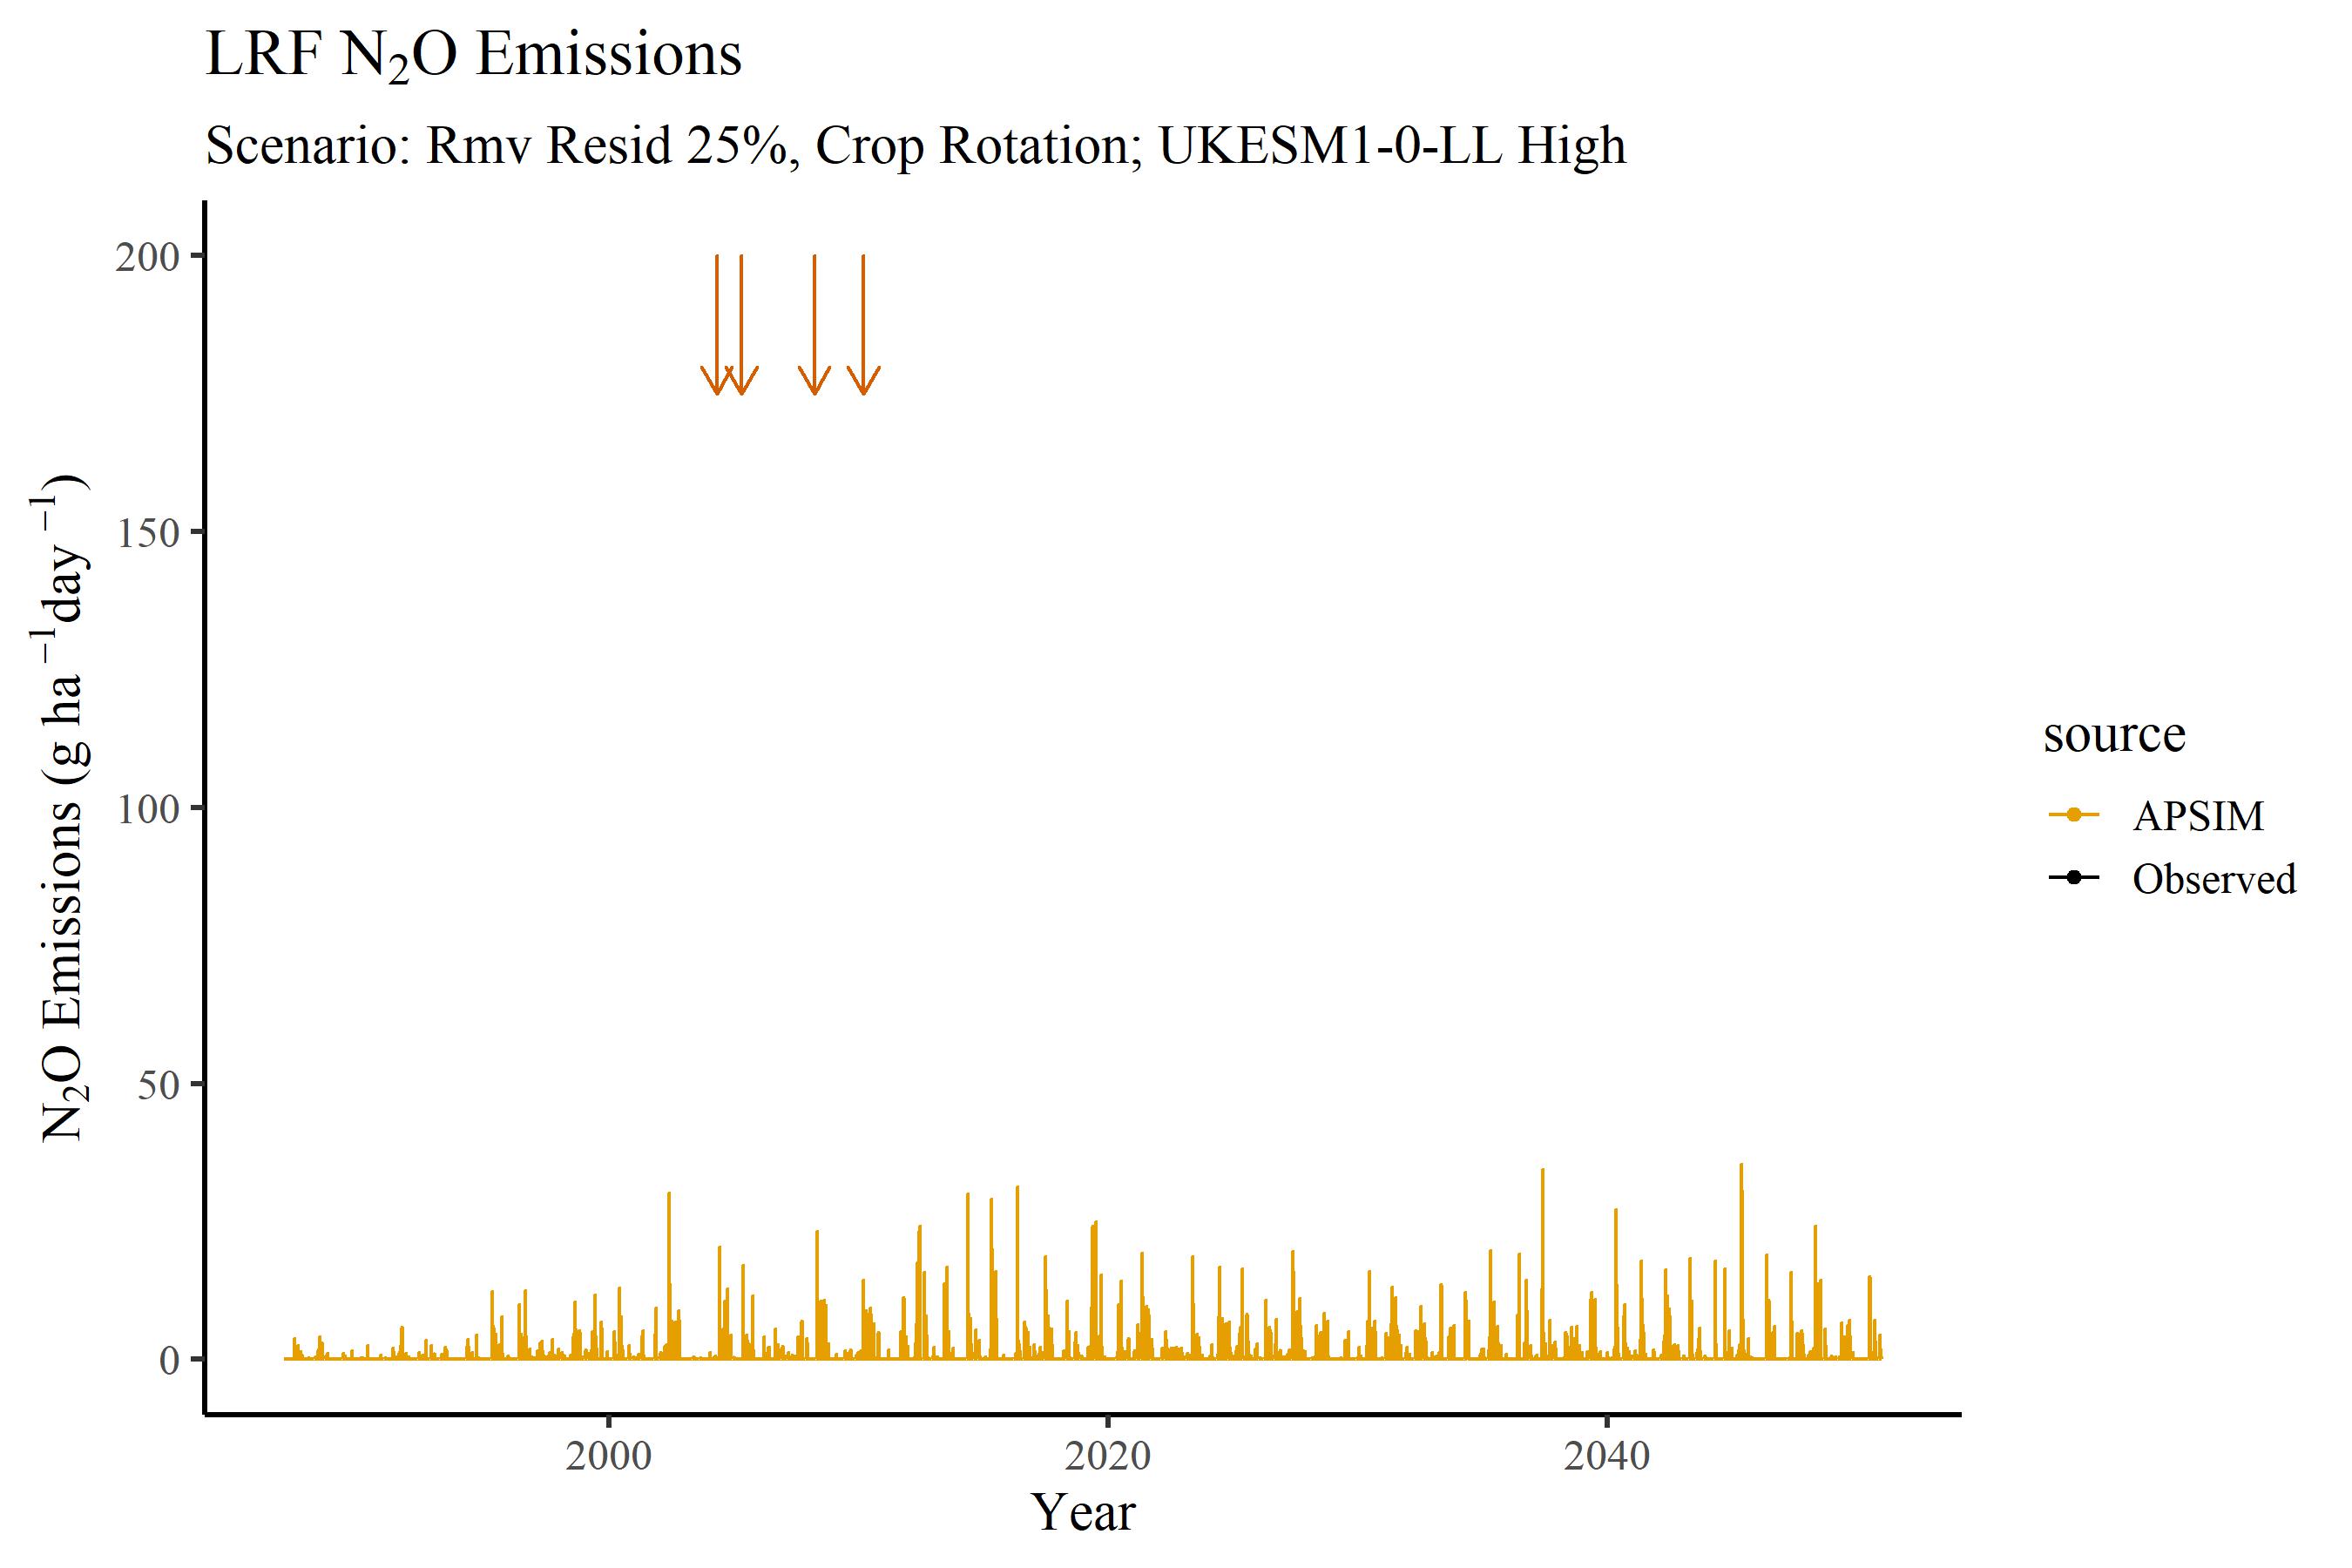 LRF N₂O Emissions
Scenario: Rmv Resid 25%, Crop Rotation; UKESM1-0-LL High
N₂O Emissions (g ha ⁻¹day ⁻¹)
200
150
100
50
0
2000 2020 2040
Year
source
APSIM
Observed